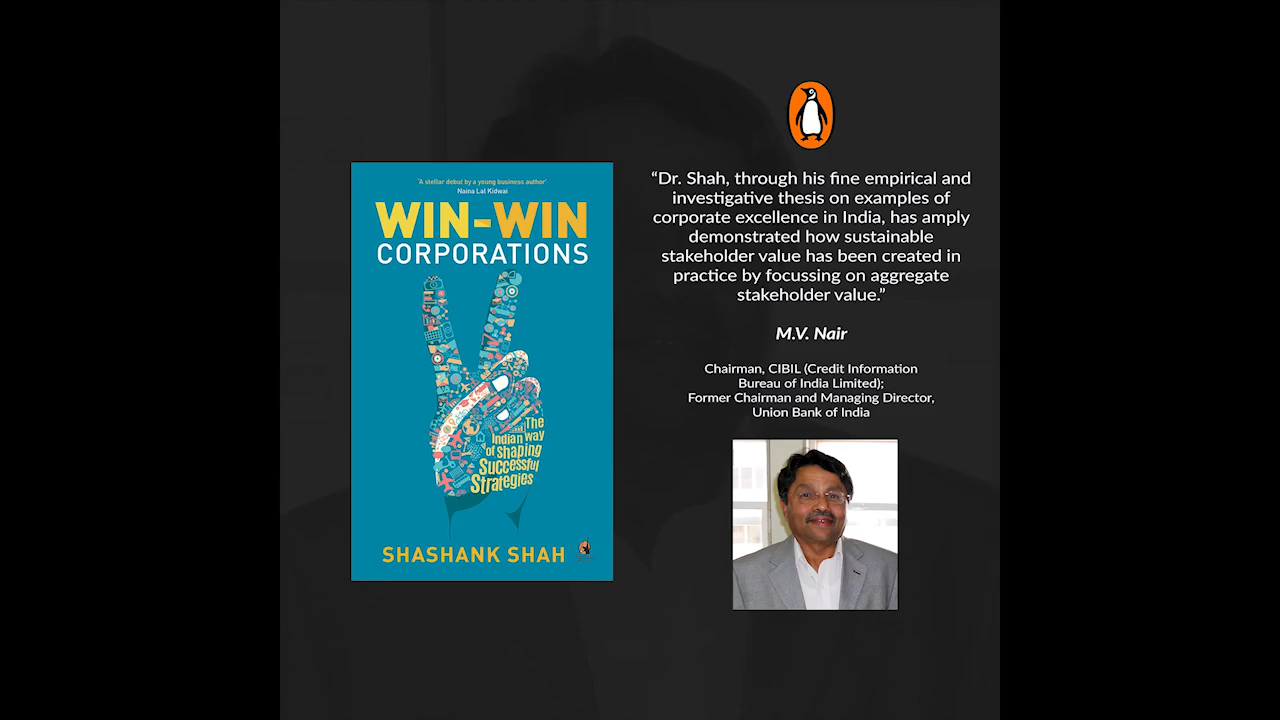 'A stellar debut by a young business author'
Naina Lal Kidwai
WIN-WIN
CORPORATIONS
The
Indian way
of shaping
Successful
Strategies
SHASHANK SHAH
“Dr. Shah, through his fine empirical and
investigative thesis on examples of
corporate excellence in India, has amply
demonstrated how sustainable
stakeholder value has been created in
practice by focussing on aggregate
stakeholder value.”
M.V. Nair
Chairman, CIBIL (Credit Information
Bureau of India Limited);
Former Chairman and Managing Director,
Union Bank of India